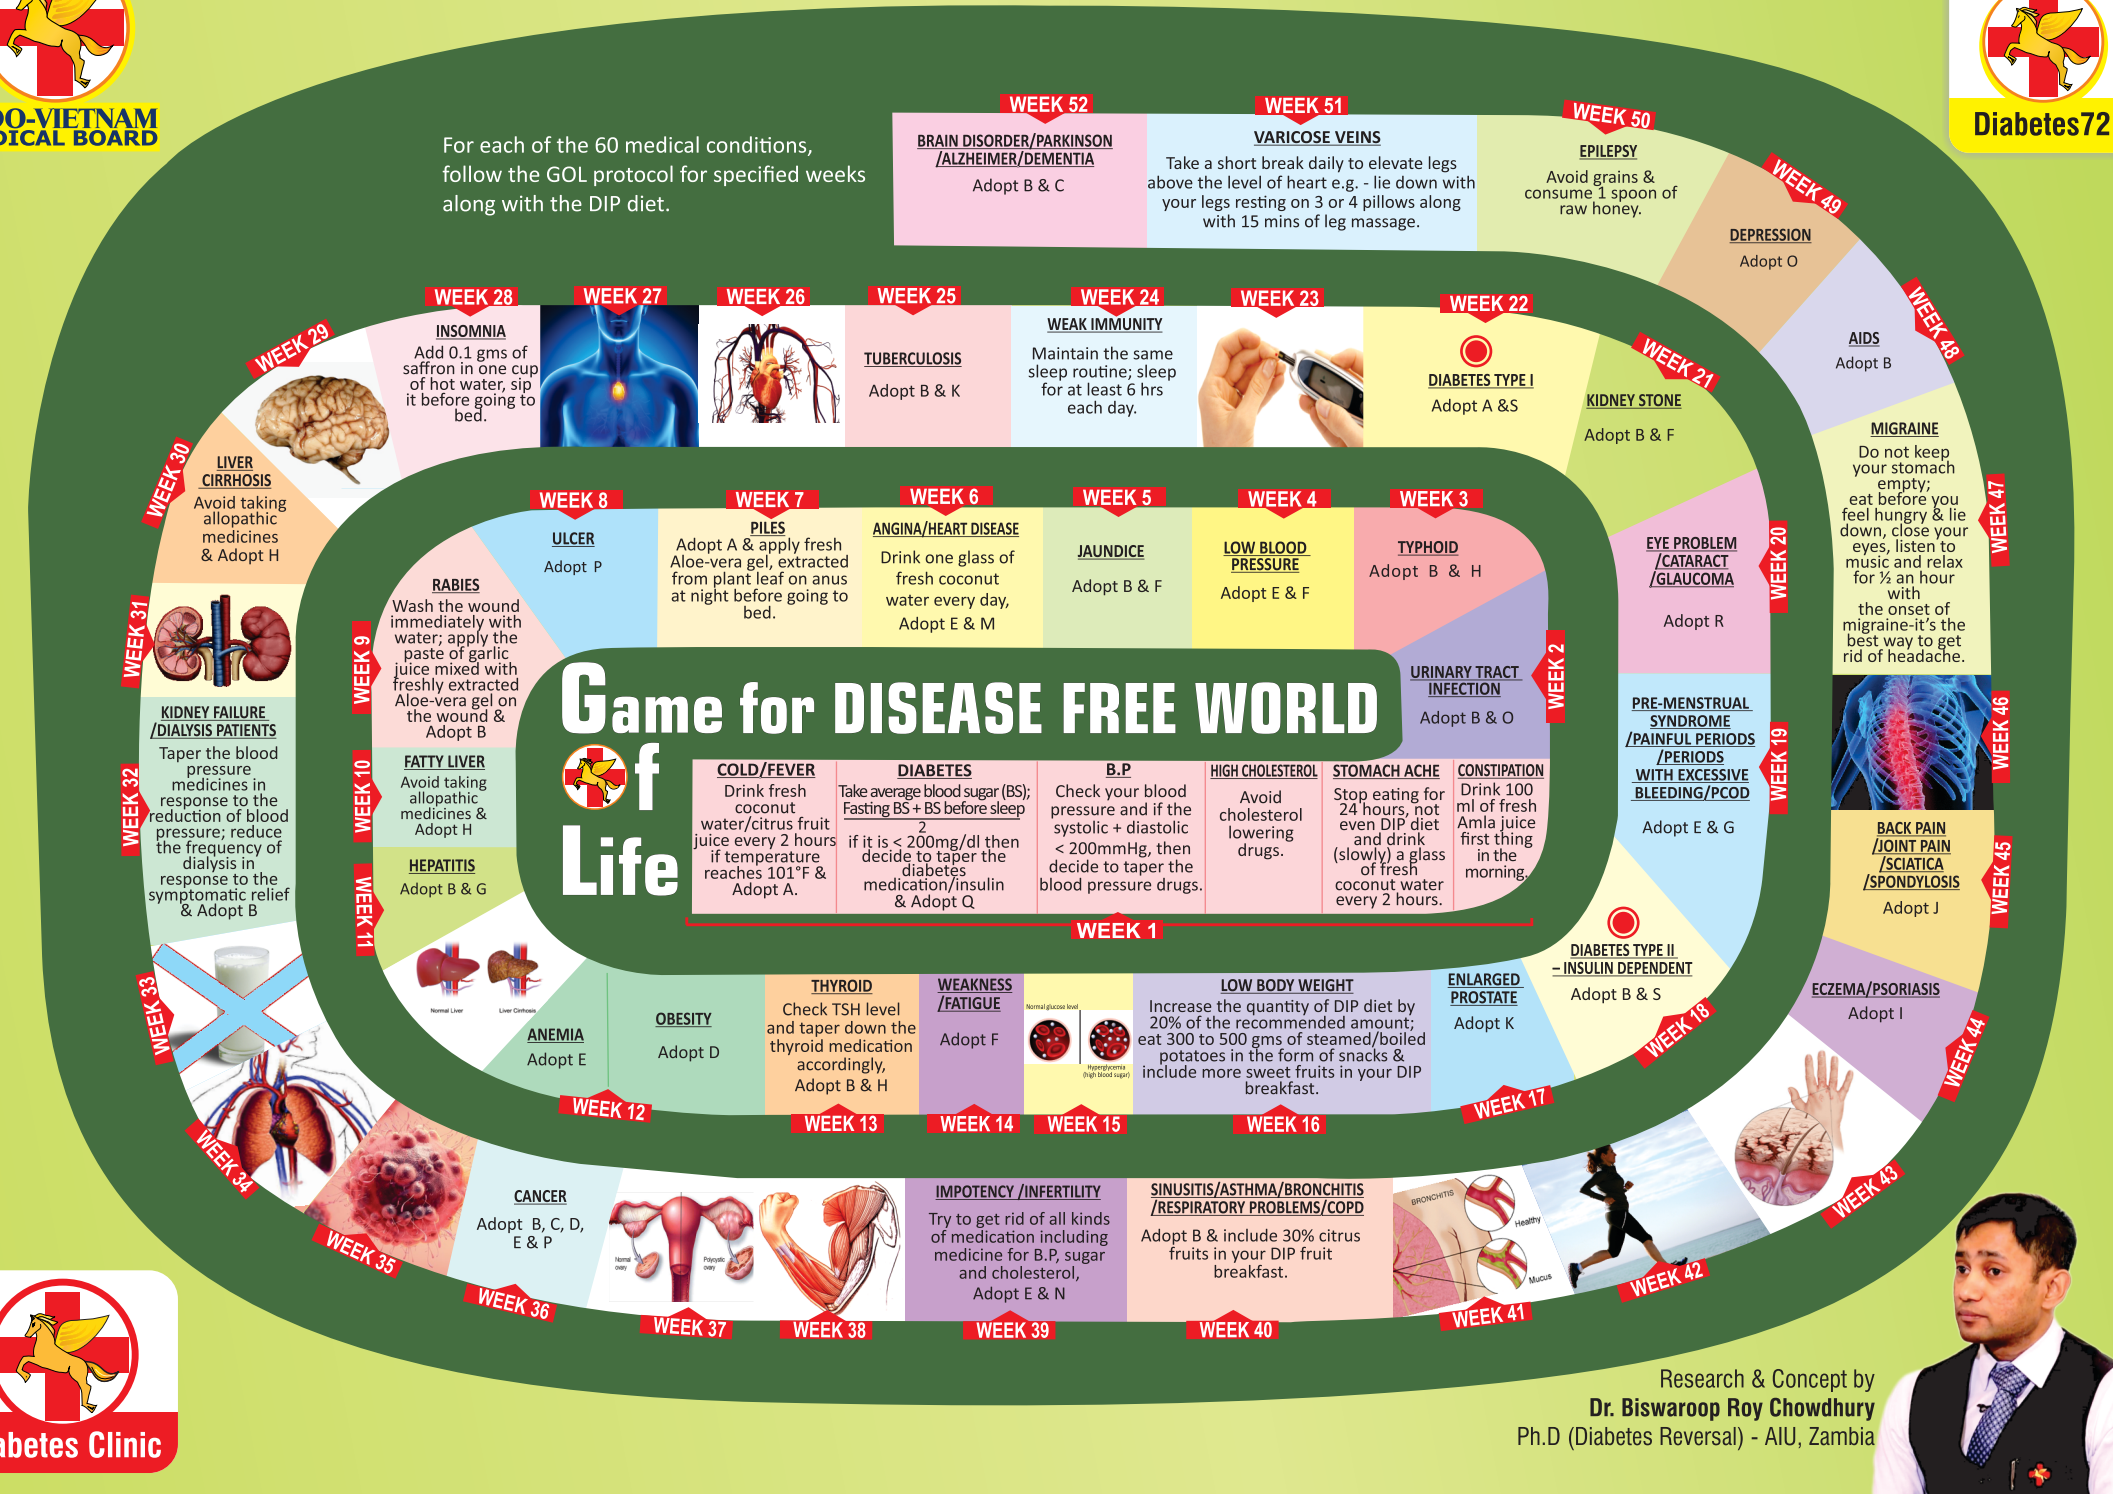 DO-VIETNAM
DICAL BOARD
Diabetes72
For each of the 60 medical conditions,
follow the GOL protocol for specified weeks
along with the DIP diet.
WEEK 52
BRAIN DISORDER/PARKINSON
/ALZHEIMER/DEMENTIA
Adopt B & C
WEEK 51
VARICOSE VEINS
Take a short break daily to elevate legs
above the level of heart e.g. - lie down with
your legs resting on 3 or 4 pillows along
with 15 mins of leg massage.
WEEK 50
EPILEPSY
Avoid grains &
consume 1 spoon of
raw honey.
WEEK 49
DEPRESSION
Adopt O
WEEK 48
AIDS
Adopt B
WEEK 47
MIGRAINE
Do not keep
your stomach
empty;
eat before you
feel hungry & lie
down, close your
eyes, listen to
music and relax
for ½ an hour
with
the onset of
migraine-it's the
best way to get
rid of headache.
WEEK 46
WEEK 45
BACK PAIN
/JOINT PAIN
/SCIATICA
/SPONDYLOSIS
Adopt J
WEEK 44
ECZEMA/PSORIASIS
Adopt I
WEEK 43
WEEK 42
WEEK 41
BRONCHITIS
Healthy
Mucus
WEEK 40
SINUSITIS/ASTHMA/BRONCHITIS
/RESPIRATORY PROBLEMS/COPD
Adopt B & include 30% citrus
fruits in your DIP fruit
breakfast.
WEEK 39
IMPOTENCY /INFERTILITY
Try to get rid of all kinds
of medication including
medicine for B.P, sugar
and cholesterol,
Adopt E & N
WEEK 38
WEEK 37
Normal
ovary
Polycystic
ovary
WEEK 36
CANCER
Adopt B, C, D,
E & P
WEEK 35
WEEK 34
WEEK 33
WEEK 32
KIDNEY FAILURE
/DIALYSIS PATIENTS
Taper the blood
pressure
medicines in
response to the
reduction of blood
pressure; reduce
the frequency of
dialysis in
response to the
symptomatic relief
& Adopt B
WEEK 31
WEEK 30
LIVER
CIRRHOSIS
Avoid taking
allopathic
medicines
& Adopt H
WEEK 29
WEEK 28
INSOMNIA
Add 0.1 gms of
saffron in one cup
of hot water, sip
it before going to
bed.
WEEK 27
WEEK 26
WEEK 25
TUBERCULOSIS
Adopt B & K
WEEK 24
WEAK IMMUNITY
Maintain the same
sleep routine; sleep
for at least 6 hrs
each day.
WEEK 23
WEEK 22
DIABETES TYPE I
Adopt A &S
WEEK 21
KIDNEY STONE
Adopt B & F
WEEK 20
EYE PROBLEM
/CATARACT
/GLAUCOMA
Adopt R
WEEK 19
PRE-MENSTRUAL
SYNDROME
/PAINFUL PERIODS
/PERIODS
WITH EXCESSIVE
BLEEDING/PCOD
Adopt E & G
WEEK 18
DIABETES TYPE II
– INSULIN DEPENDENT
Adopt B & S
WEEK 17
ENLARGED
PROSTATE
Adopt K
WEEK 16
LOW BODY WEIGHT
Increase the quantity of DIP diet by
20% of the recommended amount;
eat 300 to 500 gms of steamed/boiled
potatoes in the form of snacks &
include more sweet fruits in your DIP
breakfast.
WEEK 15
Normal glucose level
Hyperglycemia
(high blood sugar)
WEEK 14
WEAKNESS
/FATIGUE
Adopt F
WEEK 13
THYROID
Check TSH level
and taper down the
thyroid medication
accordingly,
Adopt B & H
WEEK 12
OBESITY
Adopt D
ANEMIA
Adopt E
Normal Liver
Liver Cirrhosis
WEEK 11
HEPATITIS
Adopt B & G
WEEK 10
FATTY LIVER
Avoid taking
allopathic
medicines &
Adopt H
WEEK 9
RABIES
Wash the wound
immediately with
water; apply the
paste of garlic
juice mixed with
freshly extracted
Aloe-vera gel on
the wound &
Adopt B
WEEK 8
ULCER
Adopt P
WEEK 7
PILES
Adopt A & apply fresh
Aloe-vera gel, extracted
from plant leaf on anus
at night before going to
bed.
WEEK 6
ANGINA/HEART DISEASE
Drink one glass of
fresh coconut
water every day,
Adopt E & M
WEEK 5
JAUNDICE
Adopt B & F
WEEK 4
LOW BLOOD
PRESSURE
Adopt E & F
WEEK 3
TYPHOID
Adopt B & H
WEEK 2
URINARY TRACT
INFECTION
Adopt B & O
Game for DISEASE FREE WORLD
of
Life
COLD/FEVER
Drink fresh
coconut
water/citrus fruit
juice every 2 hours
if temperature
reaches 101°F &
Adopt A.
DIABETES
Take average blood sugar (BS);
Fasting BS + BS before sleep
2
if it is < 200mg/dl then
decide to taper the
diabetes
medication/insulin
& Adopt Q
B.P
Check your blood
pressure and if the
systolic + diastolic
< 200mmHg, then
decide to taper the
blood pressure drugs.
HIGH CHOLESTEROL
Avoid
cholesterol
lowering
drugs.
STOMACH ACHE
Stop eating for
24 hours, not
even DIP diet
and drink
(slowly) a glass
of fresh
coconut water
every 2 hours.
CONSTIPATION
Drink 100
ml of fresh
Amla juice
first thing
in the
morning.
WEEK 1
abetes Clinic
Research & Concept by
Dr. Biswaroop Roy Chowdhury
Ph.D (Diabetes Reversal) - AIU, Zambia